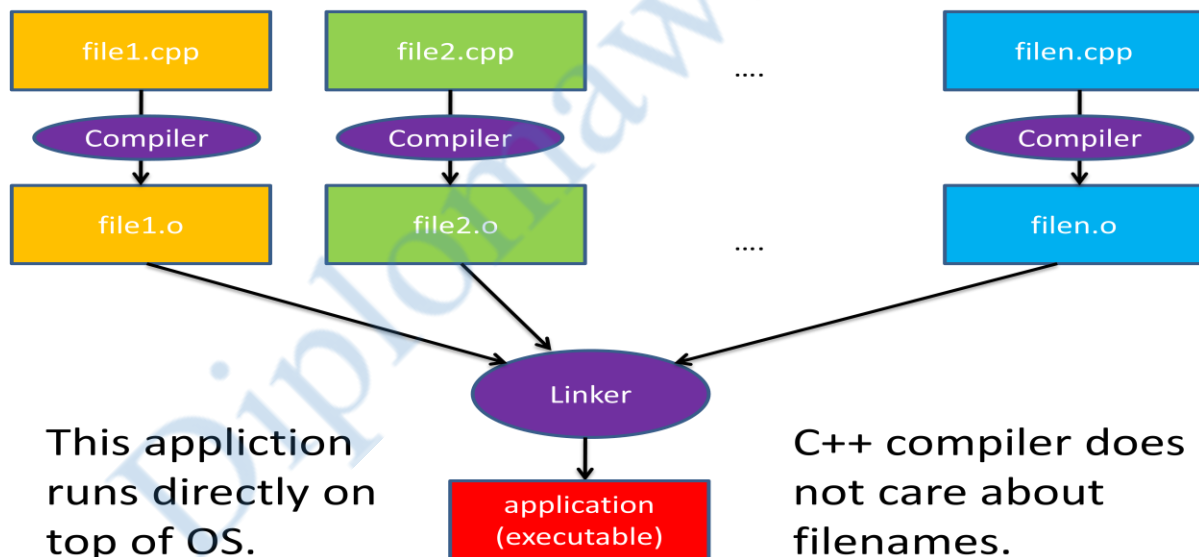 file1.cpp
file2.cpp
....
filen.cpp
Compiler
Compiler
Compiler
file1.o
file2.o
....
filen.o
Linker
This appliction
runs directly on
top of OS.
application
(executable)
C++ compiler does
not care about
filenames.
Diplomaw